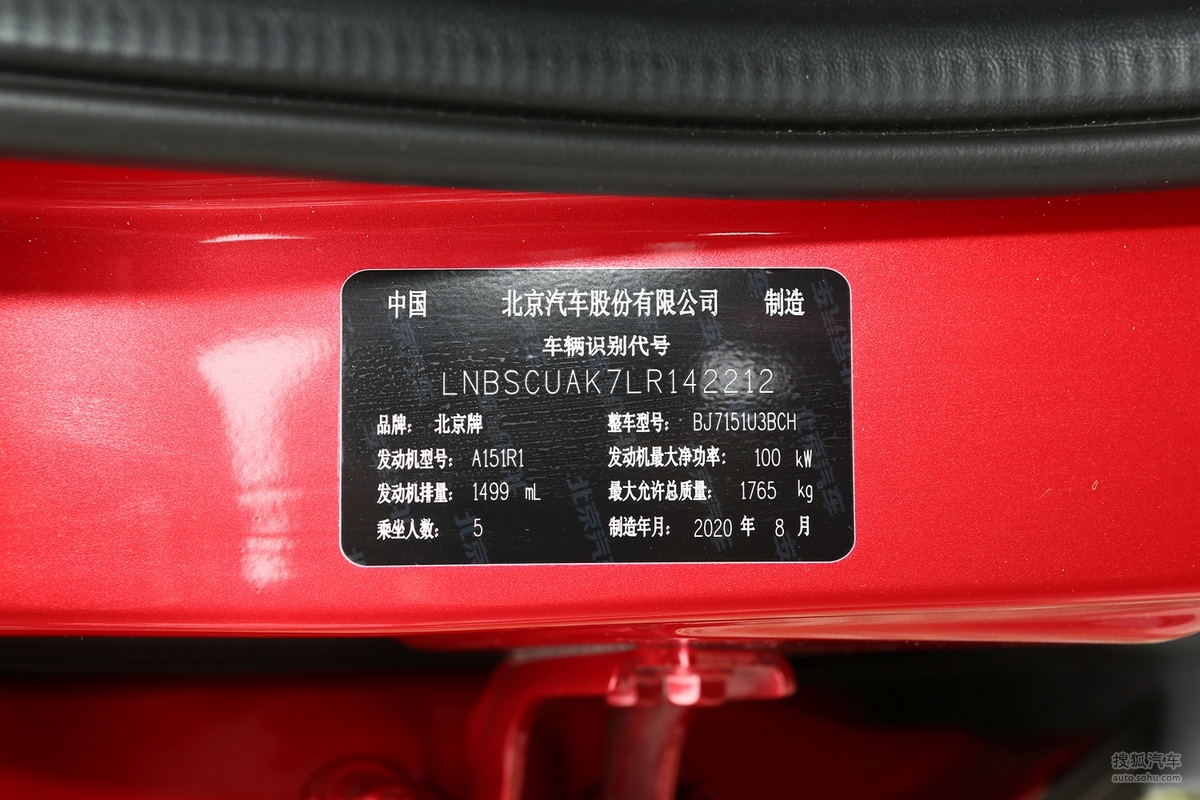 中国 北京汽车股份有限公司 制造
车辆识别代号
LNBSCUAK7LR142212
品牌: 北京牌 整车型号: BJ7151U3BCH
发动机型号: A151R1 发动机最大净功率: 100 kW
发动机排量: 1499 mL 最大允许总质量: 1765 kg
乘坐人数: 5 制造年月: 2020 年 8 月
搜狐汽车
auto.sohu.com